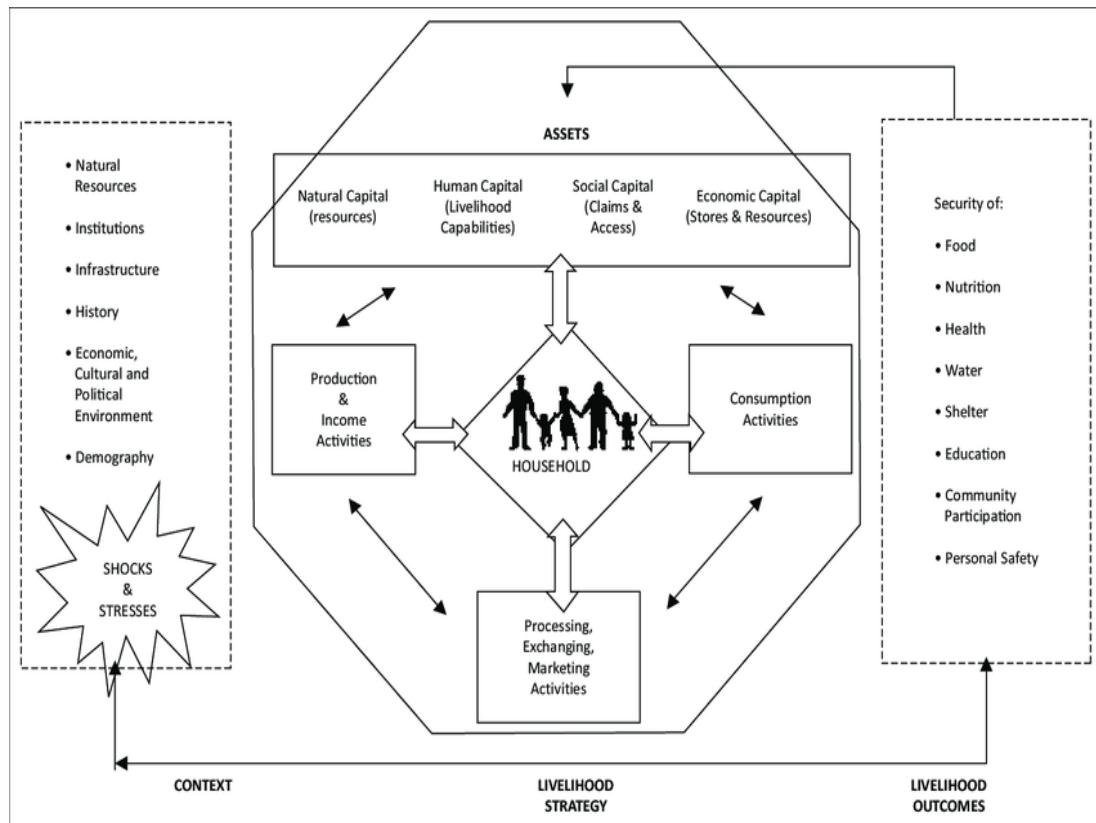 • Natural
Resources
• Institutions
• Infrastructure
• History
• Economic,
Cultural and
Political
Environment
• Demography
SHOCKS
&
STRESSES
CONTEXT
ASSETS
Natural Capital
(resources)
Human Capital
(Livelihood
Capabilities)
Social Capital
(Claims &
Access)
Economic Capital
(Stores & Resources)
Production
&
Income
Activities
HOUSEHOLD
Consumption
Activities
Processing,
Exchanging,
Marketing
Activities
LIVELIHOOD
STRATEGY
Security of:
• Food
• Nutrition
• Health
• Water
• Shelter
• Education
• Community
Participation
• Personal Safety
LIVELIHOOD
OUTCOMES